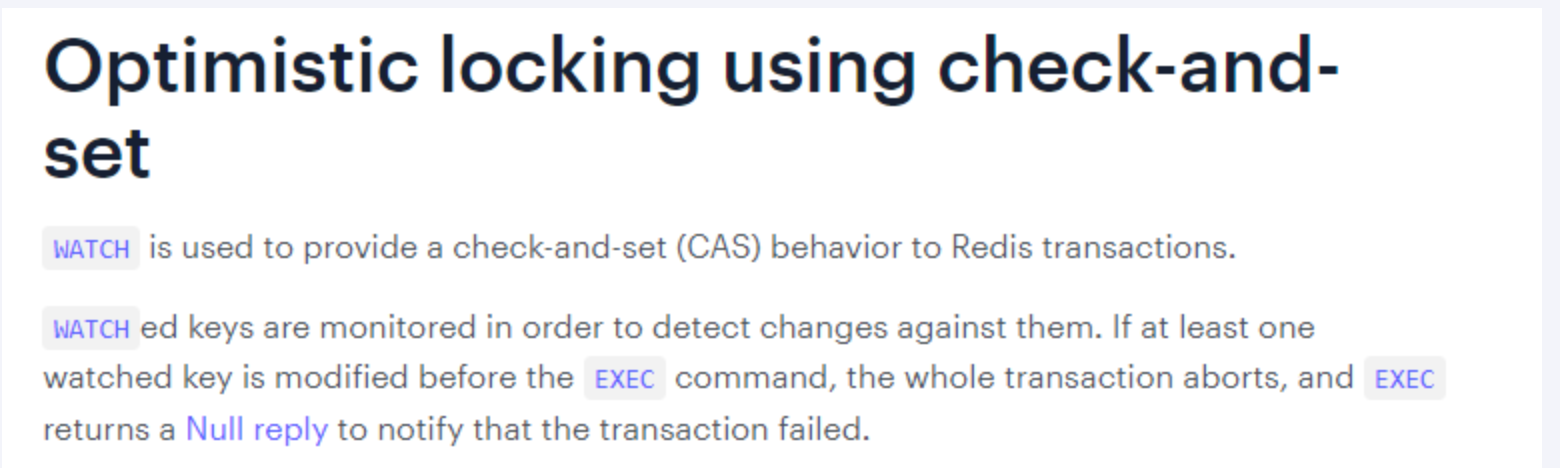 Optimistic locking using check-and-
set
WATCH is used to provide a check-and-set (CAS) behavior to Redis transactions.
WATCHed keys are monitored in order to detect changes against them. If at least one
watched key is modified before the EXEC command, the whole transaction aborts, and EXEC
returns a Null reply to notify that the transaction failed.